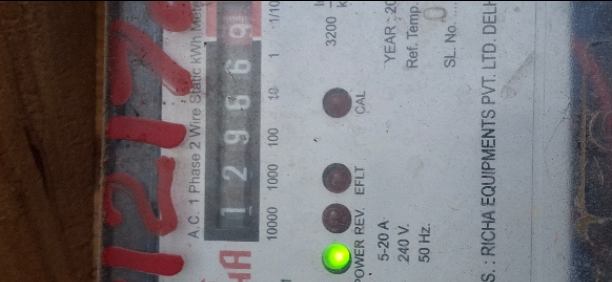 A.C. 1 Phase 2 Wire Static kWh Mete
1 2 9 6 6 9
10000 1000 100 10 1 1/10
3200
CAL
EFLT
REV.
POWER
5-20 A
240 V.
50 Hz.
YEAR : 20
Ref. Temp.
SL. No.
S. : RICHA EQUIPMENTS PVT. LTD. DELH